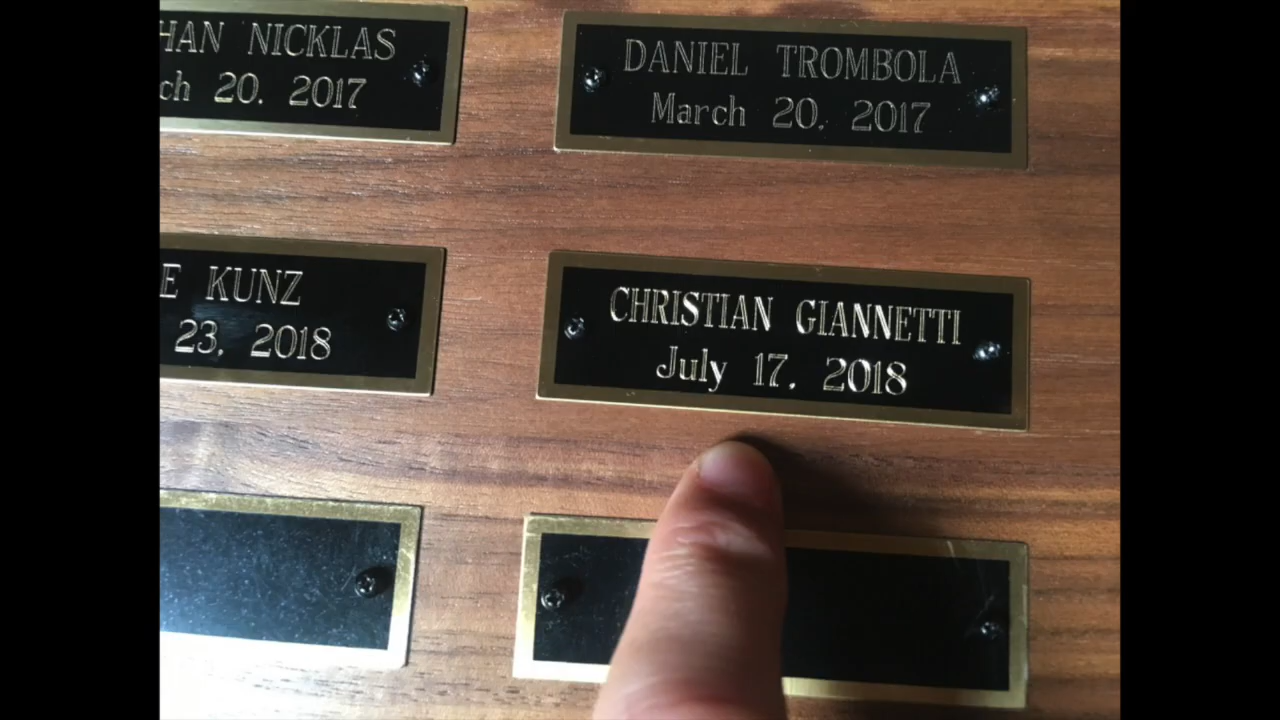 HAN NICKLAS
ch 20, 2017
DANIEL TROMBOLA
March 20, 2017
E KUNZ
23, 2018
CHRISTIAN GIANNETTI
July 17, 2018